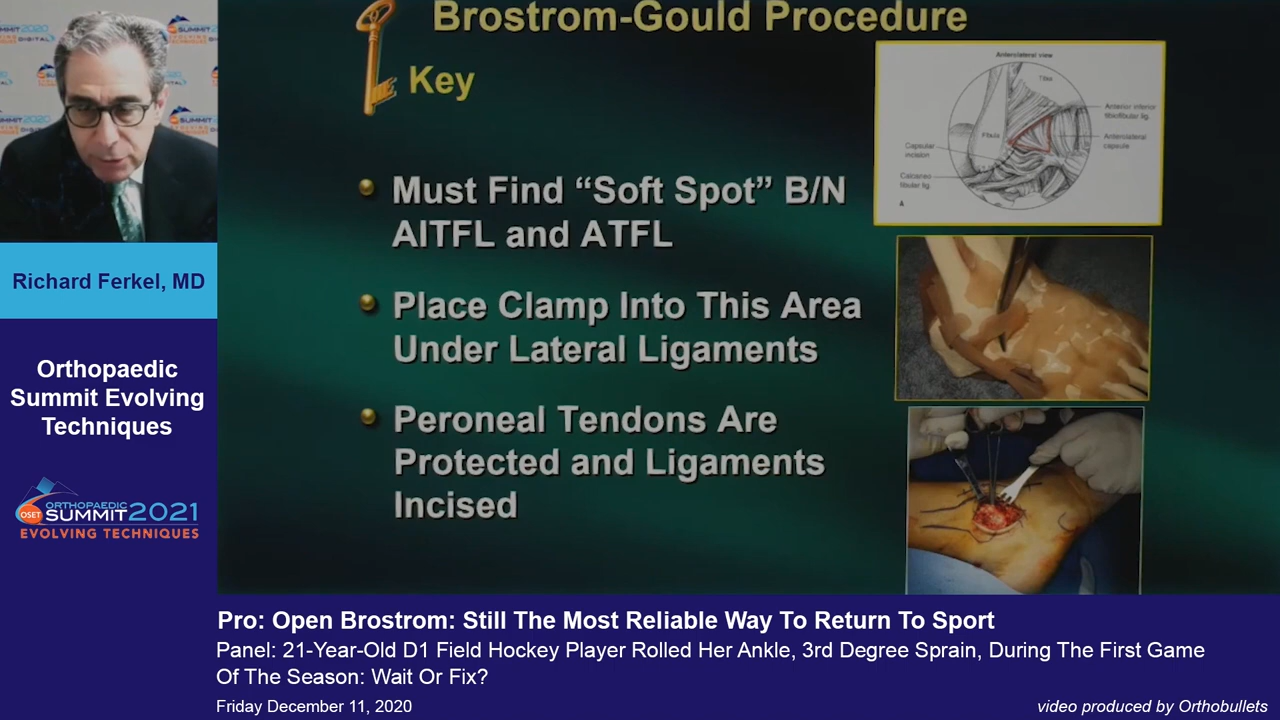 SUMMIT2020
DIGITAL
SUMMIT2020
Richard Ferkel, MD
Orthopaedic
Summit Evolving
Techniques
ORTHOPAEDIC
OSET SUMMIT2021
EVOLVING TECHNIQUES
Brostrom-Gould Procedure
Key
Must Find “Soft Spot” B/N
AITFL and ATFL
Place Clamp Into This Area
Under Lateral Ligaments
Peroneal Tendons Are
Protected and Ligaments
Incised
Anterolateral view
Tibia
Anterior inferior
tibiofibular lig.
Fibula
Anterolateral
capsule
Capsular
incision
Calcaneo
fibular lig.
A
Pro: Open Brostrom: Still The Most Reliable Way To Return To Sport
Panel: 21-Year-Old D1 Field Hockey Player Rolled Her Ankle, 3rd Degree Sprain, During The First Game
Of The Season: Wait Or Fix?
Friday December 11, 2020
video produced by Orthobullets